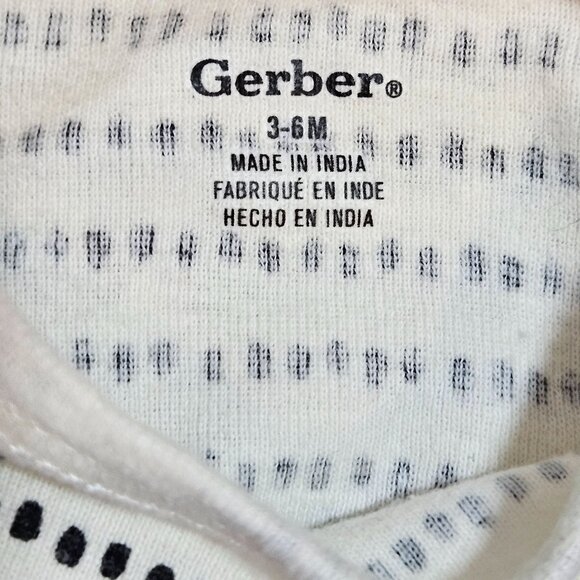 Gerber®
3-6M
MADE IN INDIA
FABRIQUÉ EN INDE
HECHO EN INDIA